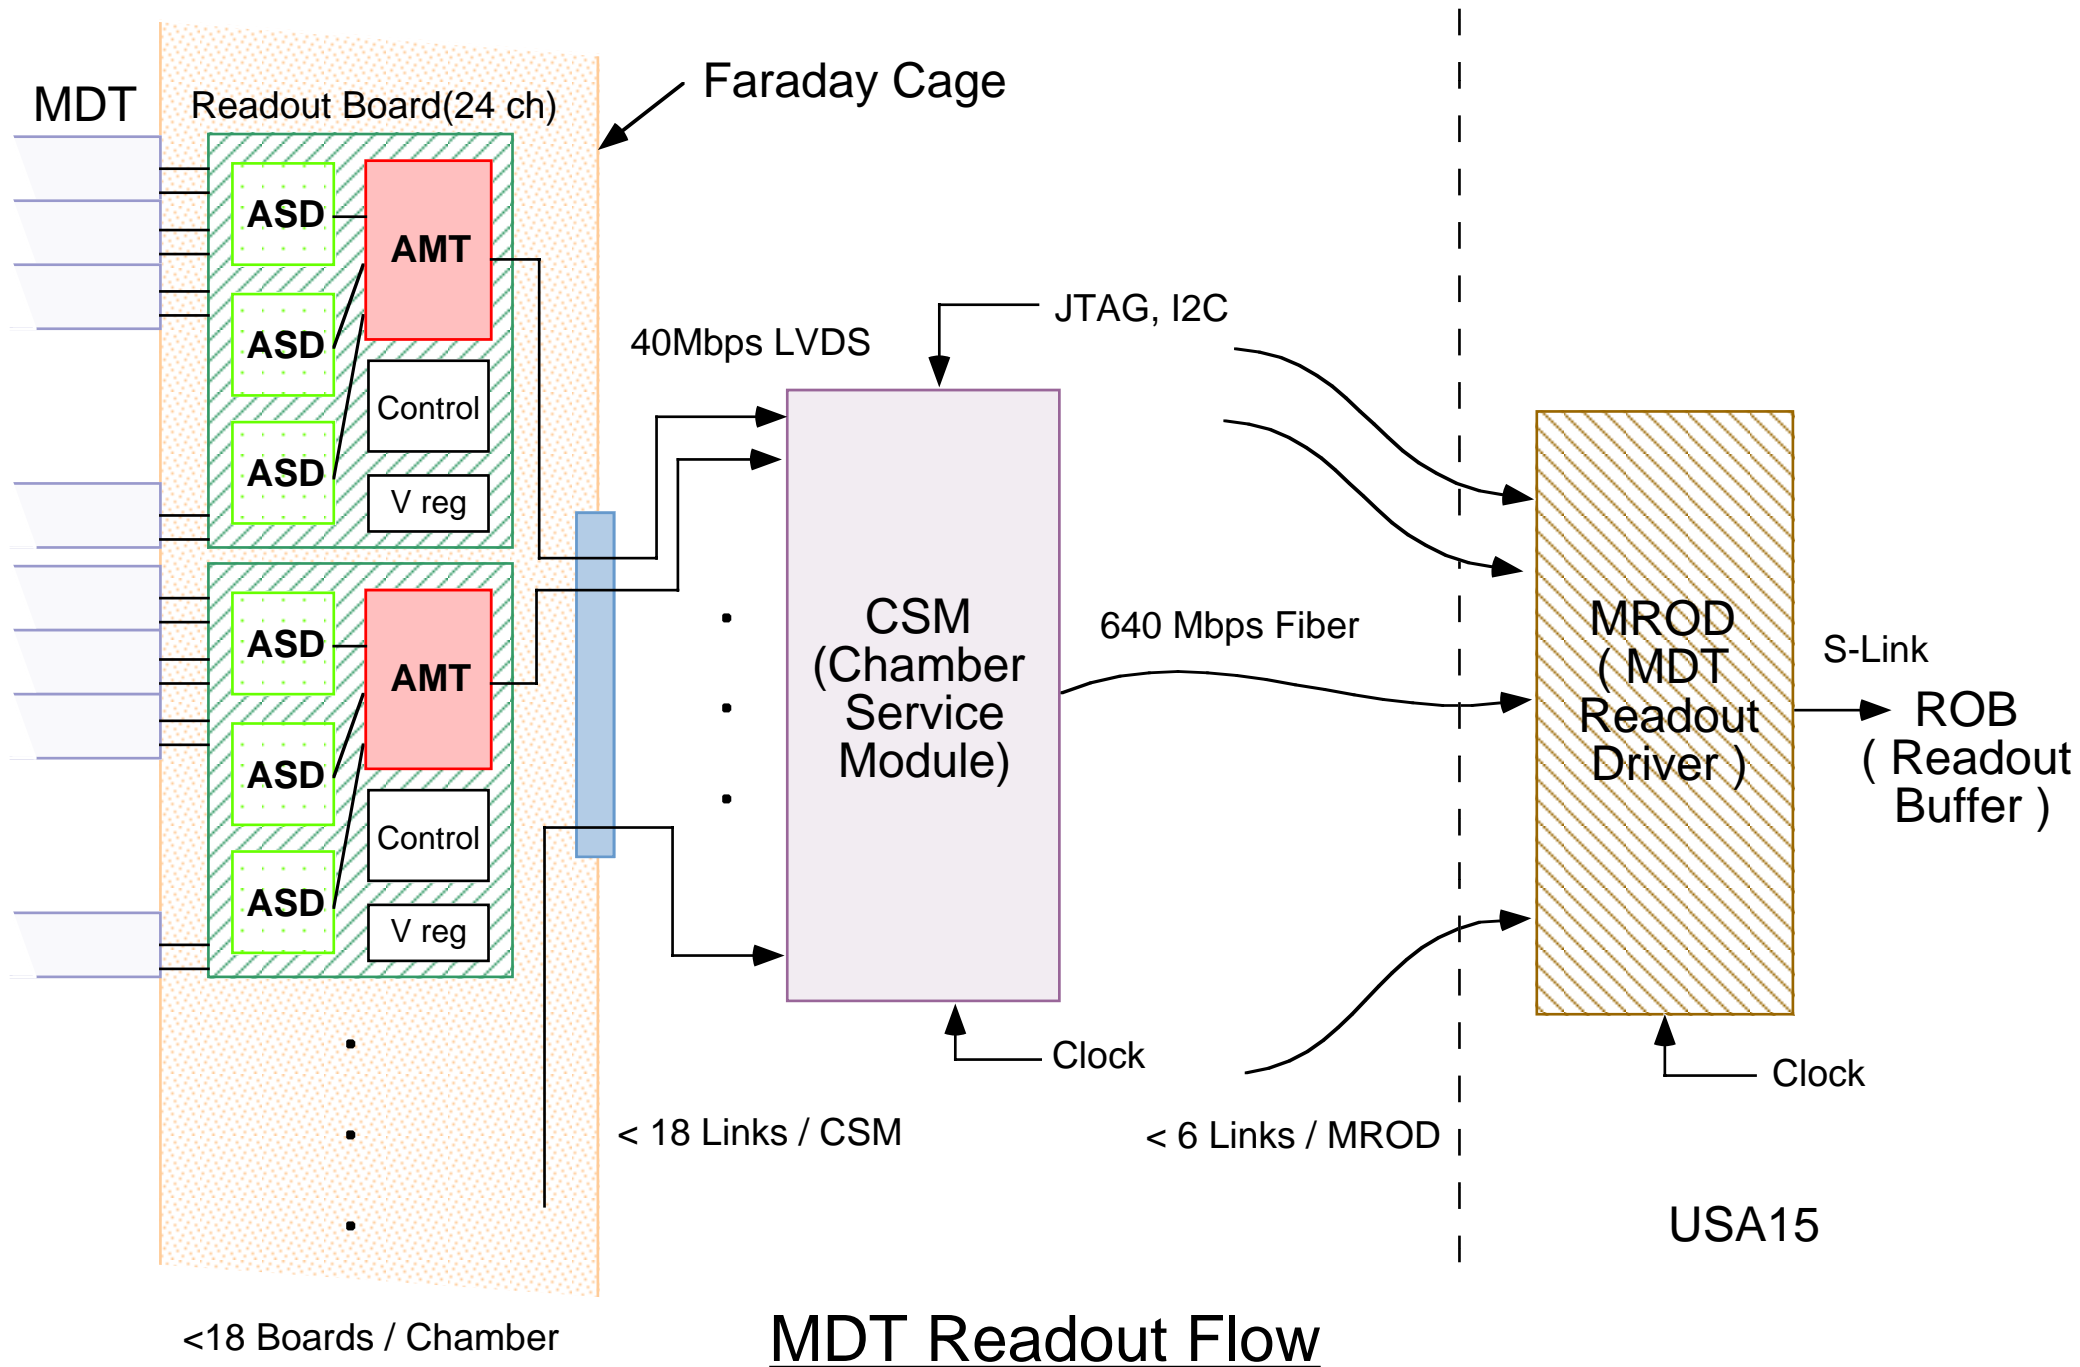 MDT
Readout Board(24 ch)
Faraday Cage
ASD
AMT
ASD
Control
ASD
V reg
ASD
AMT
ASD
Control
ASD
V reg
40Mbps LVDS
JTAG, I2C
CSM
(Chamber
Service
Module)
640 Mbps Fiber
MROD
( MDT
Readout
Driver )
S-Link
ROB
( Readout
Buffer )
Clock
Clock
< 18 Links / CSM
< 6 Links / MROD
USA15
<18 Boards / Chamber
MDT Readout Flow